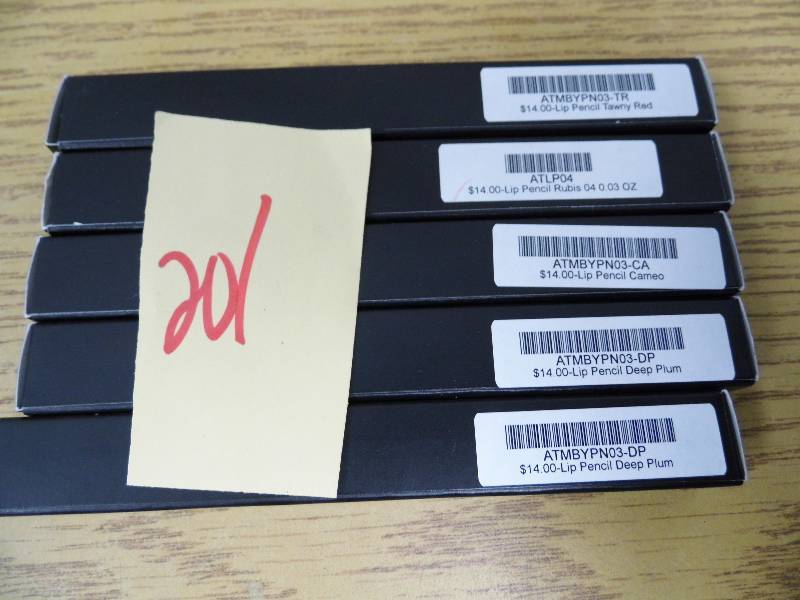 ATMBYPN03-TR
$14.00-Lip Pencil Tawny Red
ATLP04
$14.00-Lip Pencil Rubis 04 0.03 OZ
ATMBYPN03-CA
$14.00-Lip Pencil Cameo
ATMBYPN03-DP
$14.00-Lip Pencil Deep Plum
ATMBYPN03-DP
$14.00-Lip Pencil Deep Plum
201